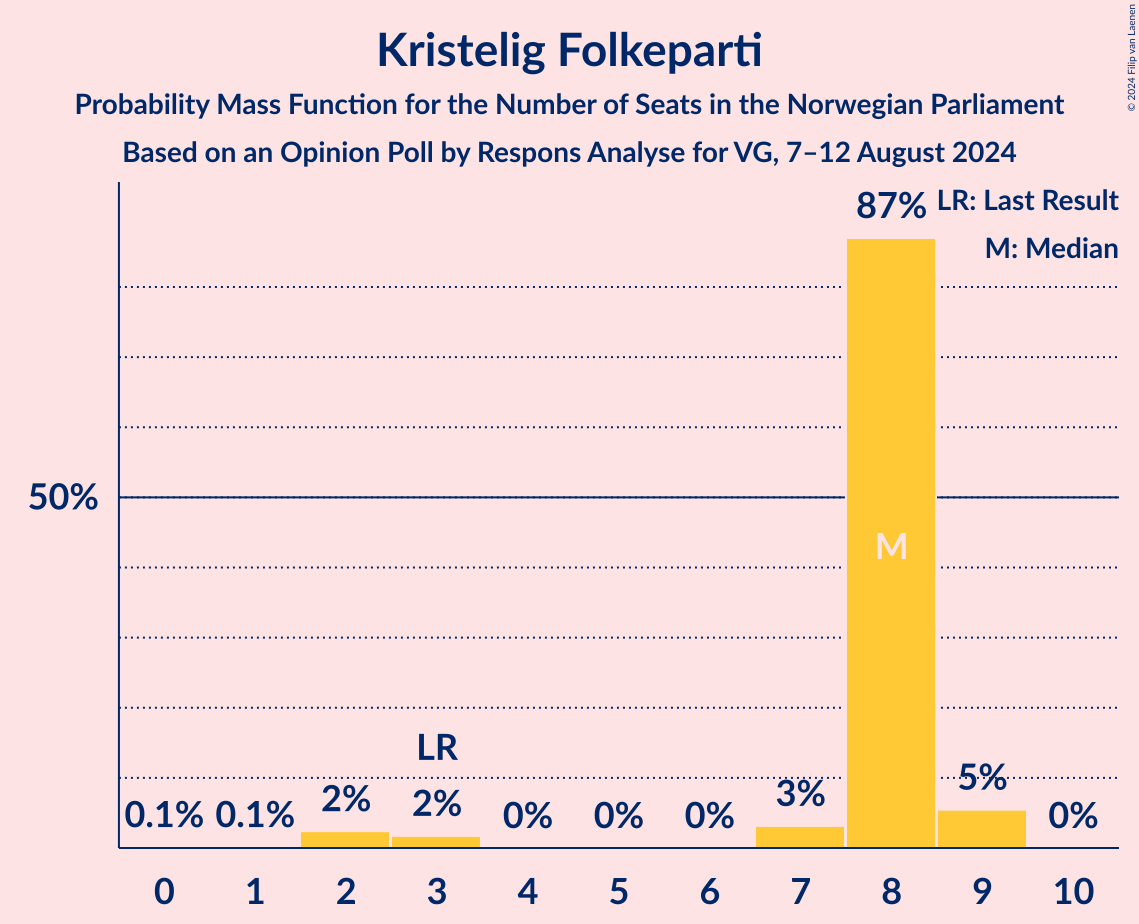 Kristelig Folkeparti
Probability Mass Function for the Number of Seats in the Norwegian Parliament
Based on an Opinion Poll by Respons Analyse for VG, 7–12 August 2024
© 2024 Filip van Laenen
87% LR: Last Result
M: Median
50%
M
LR
0.1% 0.1% 2% 2% 0% 0% 0% 3% 5% 0%
0 1 2 3 4 5 6 7 8 9 10